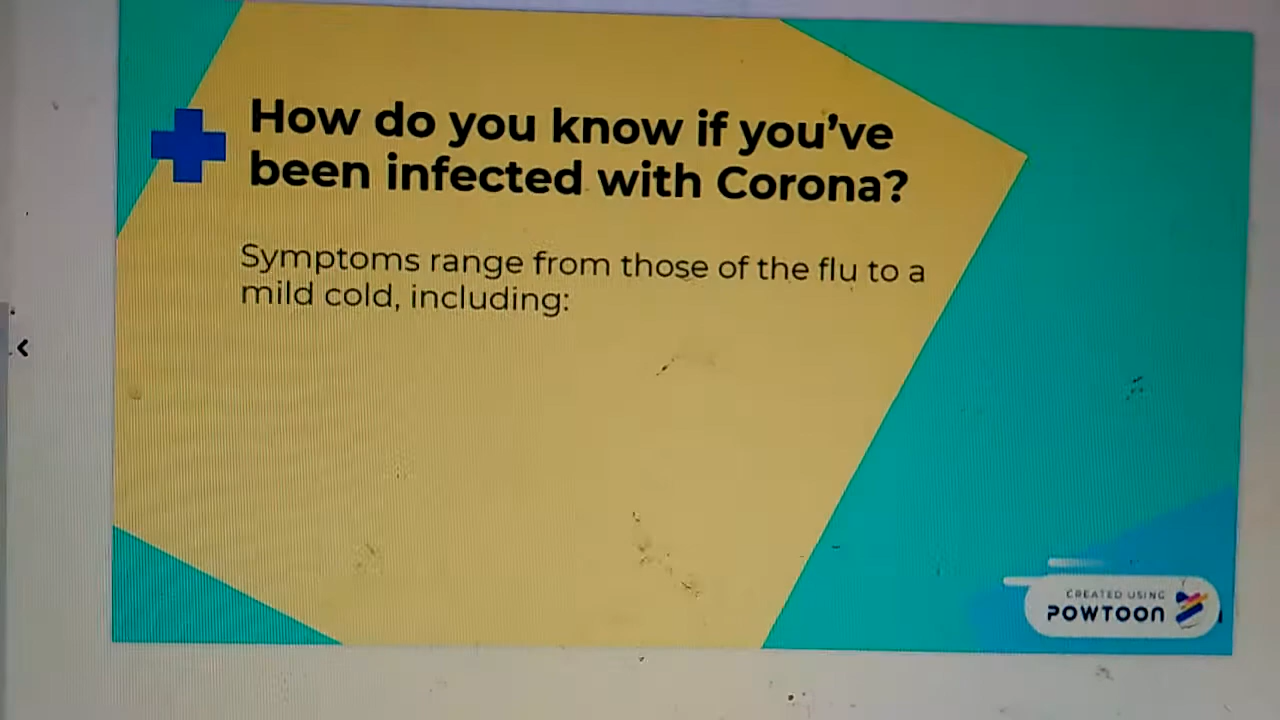 How do you know if you've
been infected with Corona?
Symptoms range from those of the flu to a
mild cold, including:
CREATED USING
POWTOON